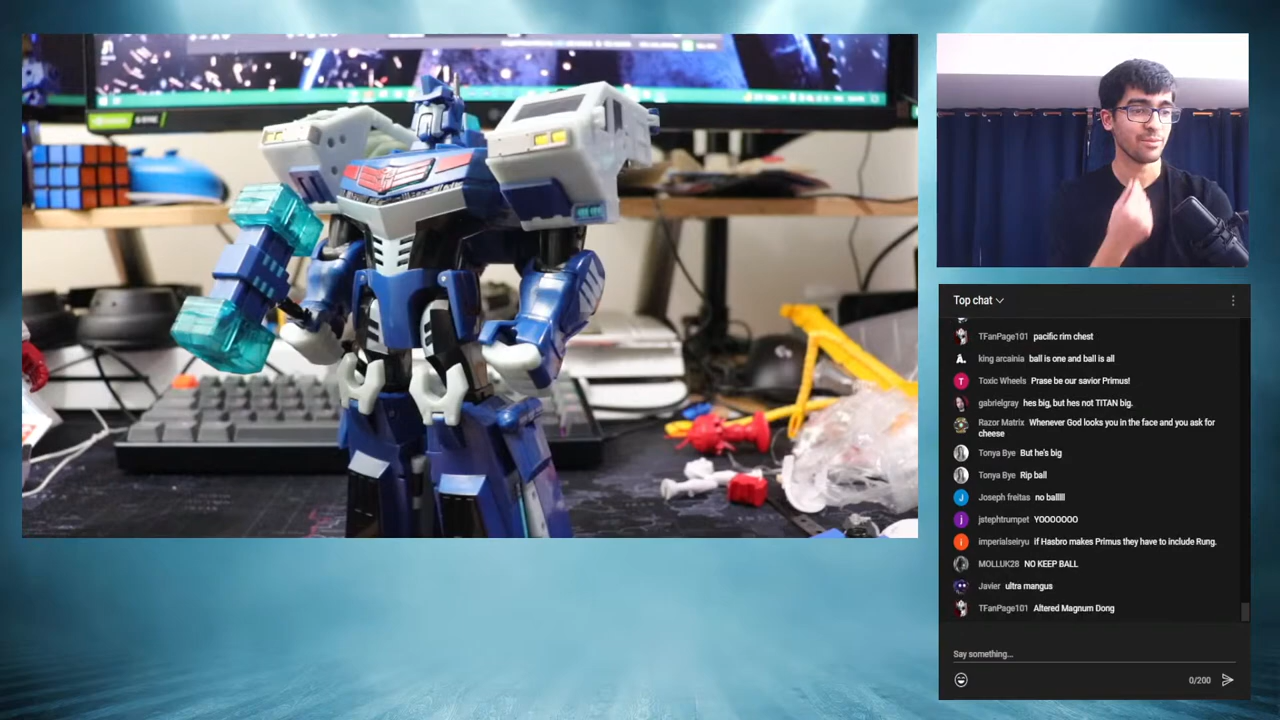 Top chat
TFanPage101 pacific rim chest
king arcainia ball is one and ball is all
Toxic Wheels Prase be our savior Primus!
gabrielgray hes big, but hes not TITAN big.
Razor Matrix Whenever God looks you in the face and you ask for
cheese
Tonya Bye But he's big
Tonya Bye Rip ball
Joseph freitas no balllll
jstephtrumpet YOOOOOOO
imperialseiryu if Hasbro makes Primus they have to include Rung.
MOLLUK28 NO KEEP BALL
Javier ultra mangus
TFanPage101 Altered Magnum Dong
Say something...
0/200